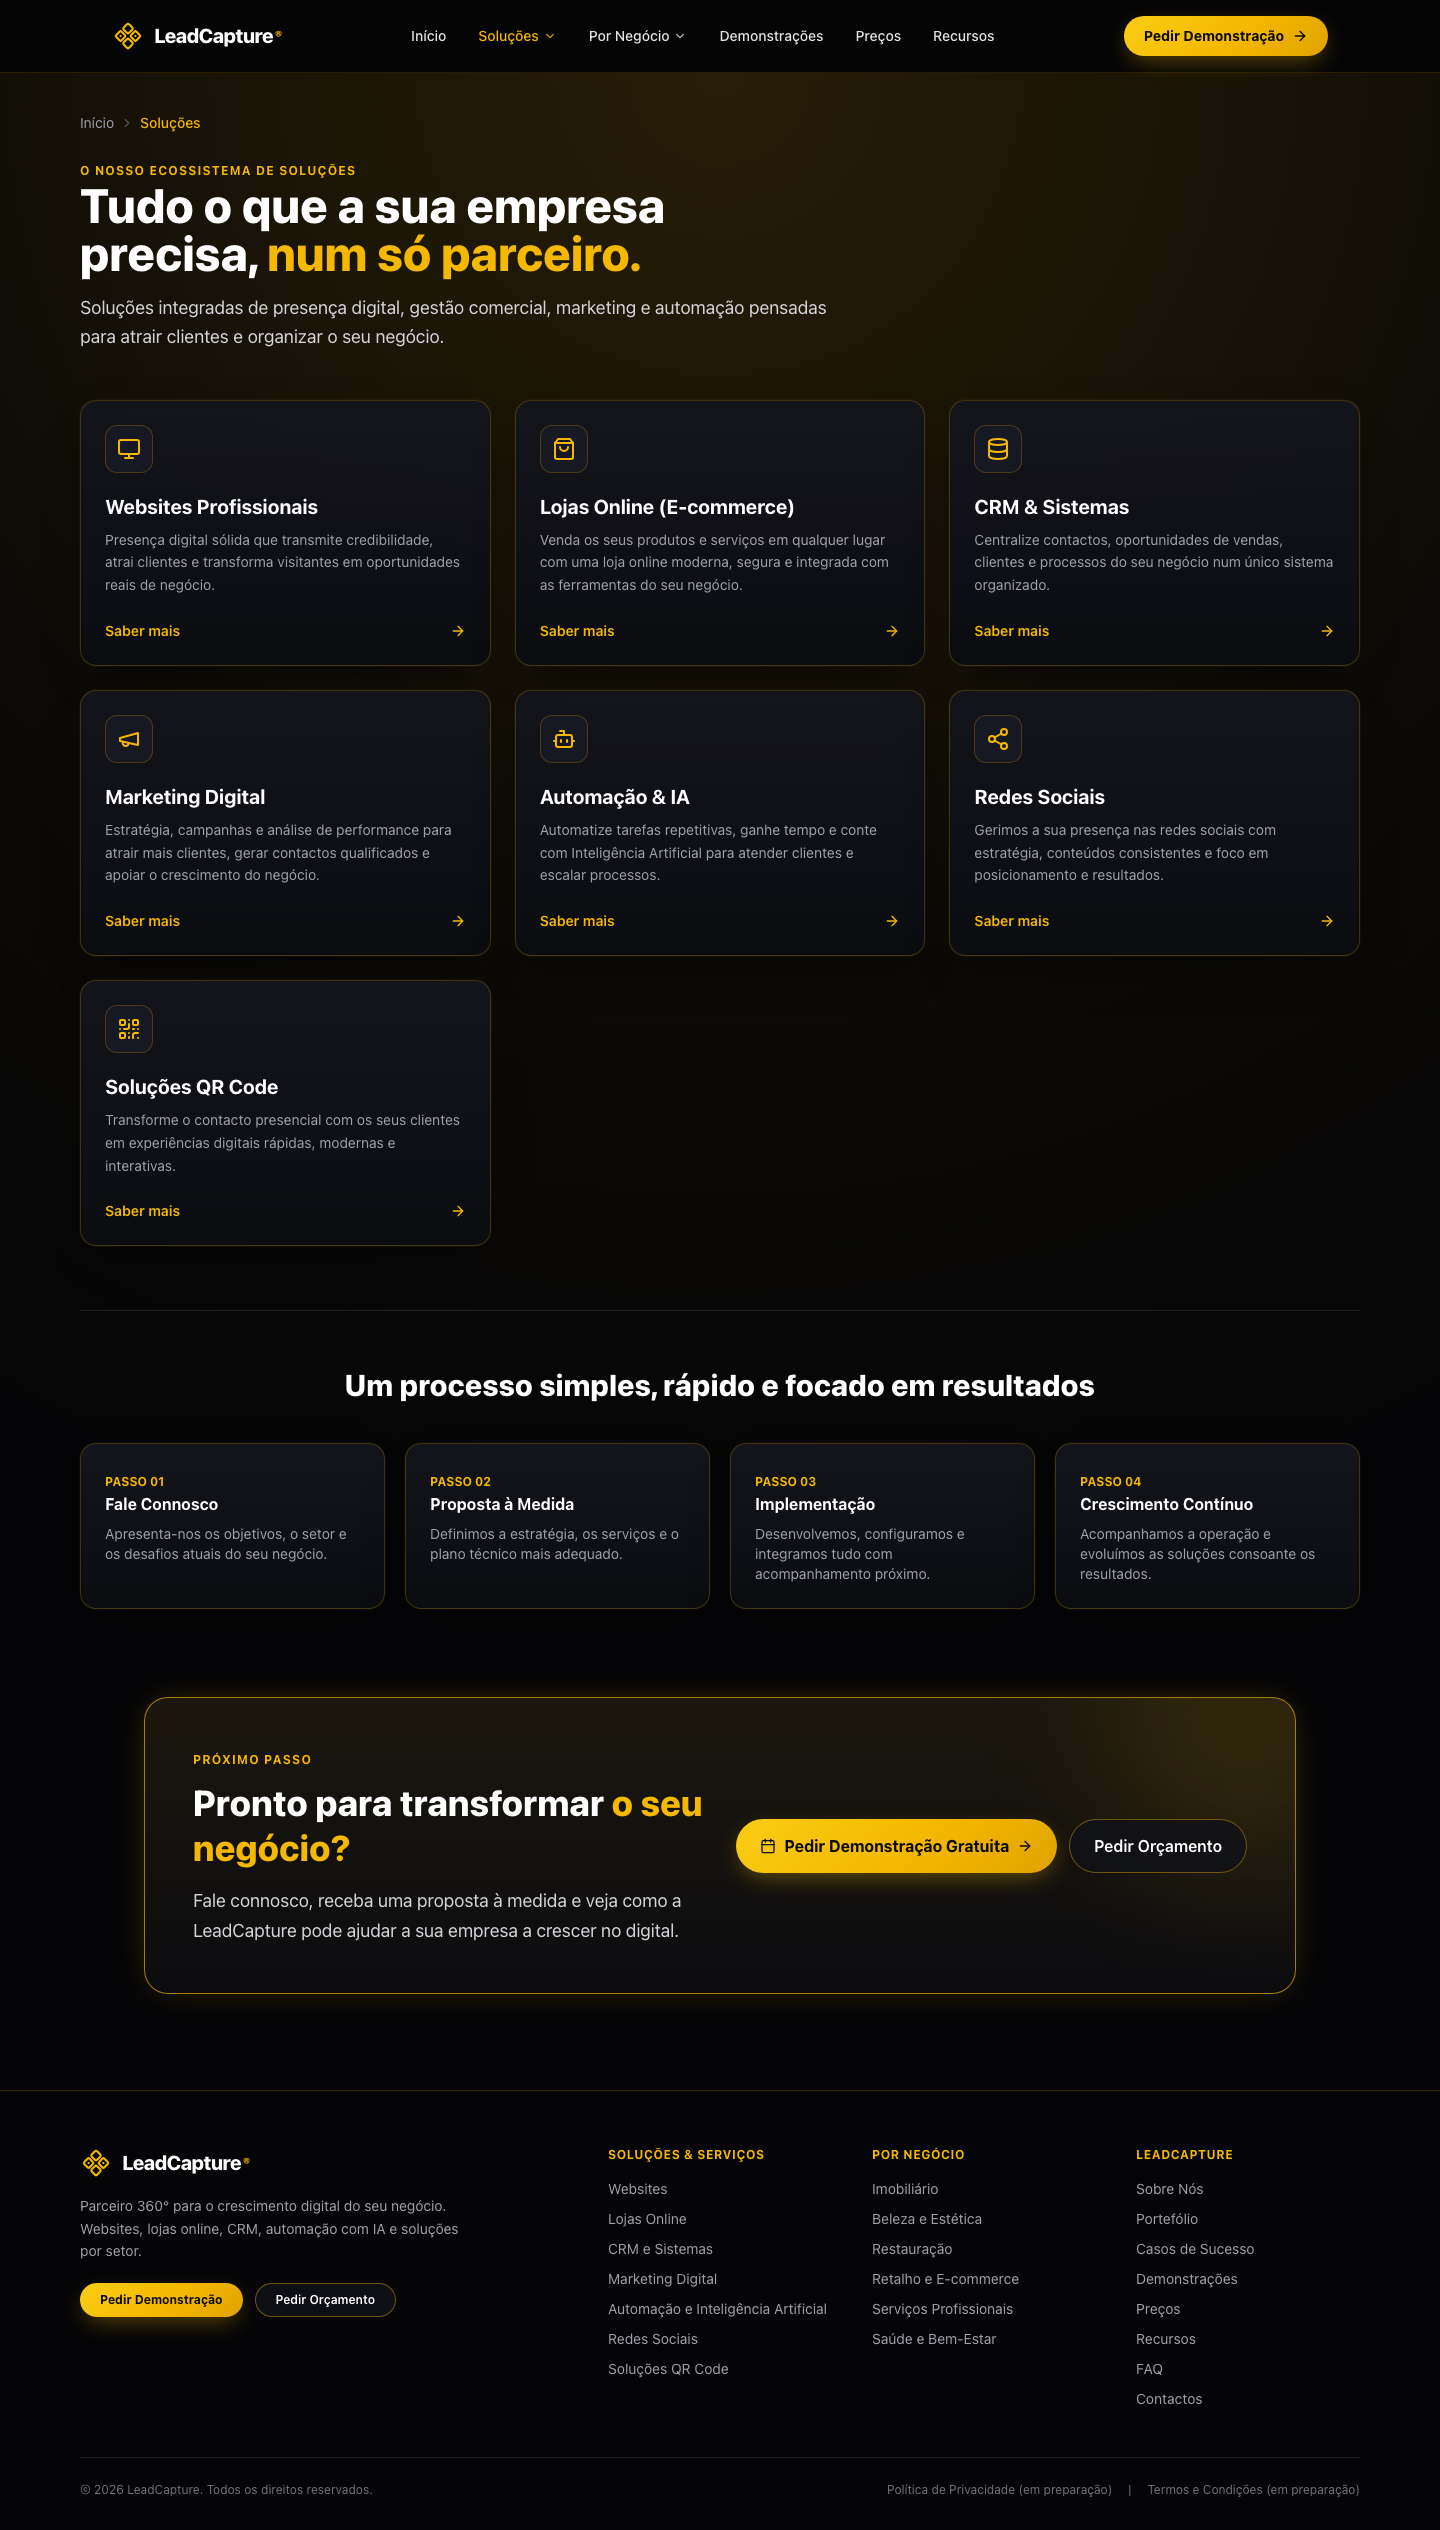 LeadCapture®
Início
Soluções
Por Negócio
Demonstrações
Preços
Recursos
Pedir Demonstração
Início
Soluções
O NOSSO ECOSSISTEMA DE SOLUÇÕES
Tudo o que a sua empresa
precisa, num só parceiro.
Soluções integradas de presença digital, gestão comercial, marketing e automação pensadas
para atrair clientes e organizar o seu negócio.
Websites Profissionais
Presença digital sólida que transmite credibilidade,
atrai clientes e transforma visitantes em oportunidades
reais de negócio.
Saber mais
Lojas Online (E-commerce)
Venda os seus produtos e serviços em qualquer lugar
com uma loja online moderna, segura e integrada com
as ferramentas do seu negócio.
Saber mais
CRM & Sistemas
Centralize contactos, oportunidades de vendas,
clientes e processos do seu negócio num único sistema
organizado.
Saber mais
Marketing Digital
Estratégia, campanhas e análise de performance para
atrair mais clientes, gerar contactos qualificados e
apoiar o crescimento do negócio.
Saber mais
Automação & IA
Automatize tarefas repetitivas, ganhe tempo e conte
com Inteligência Artificial para atender clientes e
escalar processos.
Saber mais
Redes Sociais
Gerimos a sua presença nas redes sociais com
estratégia, conteúdos consistentes e foco em
posicionamento e resultados.
Saber mais
Soluções QR Code
Transforme o contacto presencial com os seus clientes
em experiências digitais rápidas, modernas e
interativas.
Saber mais
Um processo simples, rápido e focado em resultados
PASSO 01
Fale Connosco
Apresenta-nos os objetivos, o setor e
os desafios atuais do seu negócio.
PASSO 02
Proposta à Medida
Definimos a estratégia, os serviços e o
plano técnico mais adequado.
PASSO 03
Implementação
Desenvolvemos, configuramos e
integramos tudo com
acompanhamento próximo.
PASSO 04
Crescimento Contínuo
Acompanhamos a operação e
evoluímos as soluções consoante os
resultados.
PRÓXIMO PASSO
Pronto para transformar o seu
negócio?
Fale connosco, receba uma proposta à medida e veja como a
LeadCapture pode ajudar a sua empresa a crescer no digital.
Pedir Demonstração Gratuita
Pedir Orçamento
LeadCapture®
Parceiro 360° para o crescimento digital do seu negócio.
Websites, lojas online, CRM, automação com IA e soluções
por setor.
Pedir Demonstração
Pedir Orçamento
SOLUÇÕES & SERVIÇOS
Websites
Lojas Online
CRM e Sistemas
Marketing Digital
Automação e Inteligência Artificial
Redes Sociais
Soluções QR Code
POR NEGÓCIO
Imobiliário
Beleza e Estética
Restauração
Retalho e E-commerce
Serviços Profissionais
Saúde e Bem-Estar
LEADCAPTURE
Sobre Nós
Portefólio
Casos de Sucesso
Demonstrações
Preços
Recursos
FAQ
Contactos
© 2026 LeadCapture. Todos os direitos reservados.
Política de Privacidade (em preparação) | Termos e Condições (em preparação)